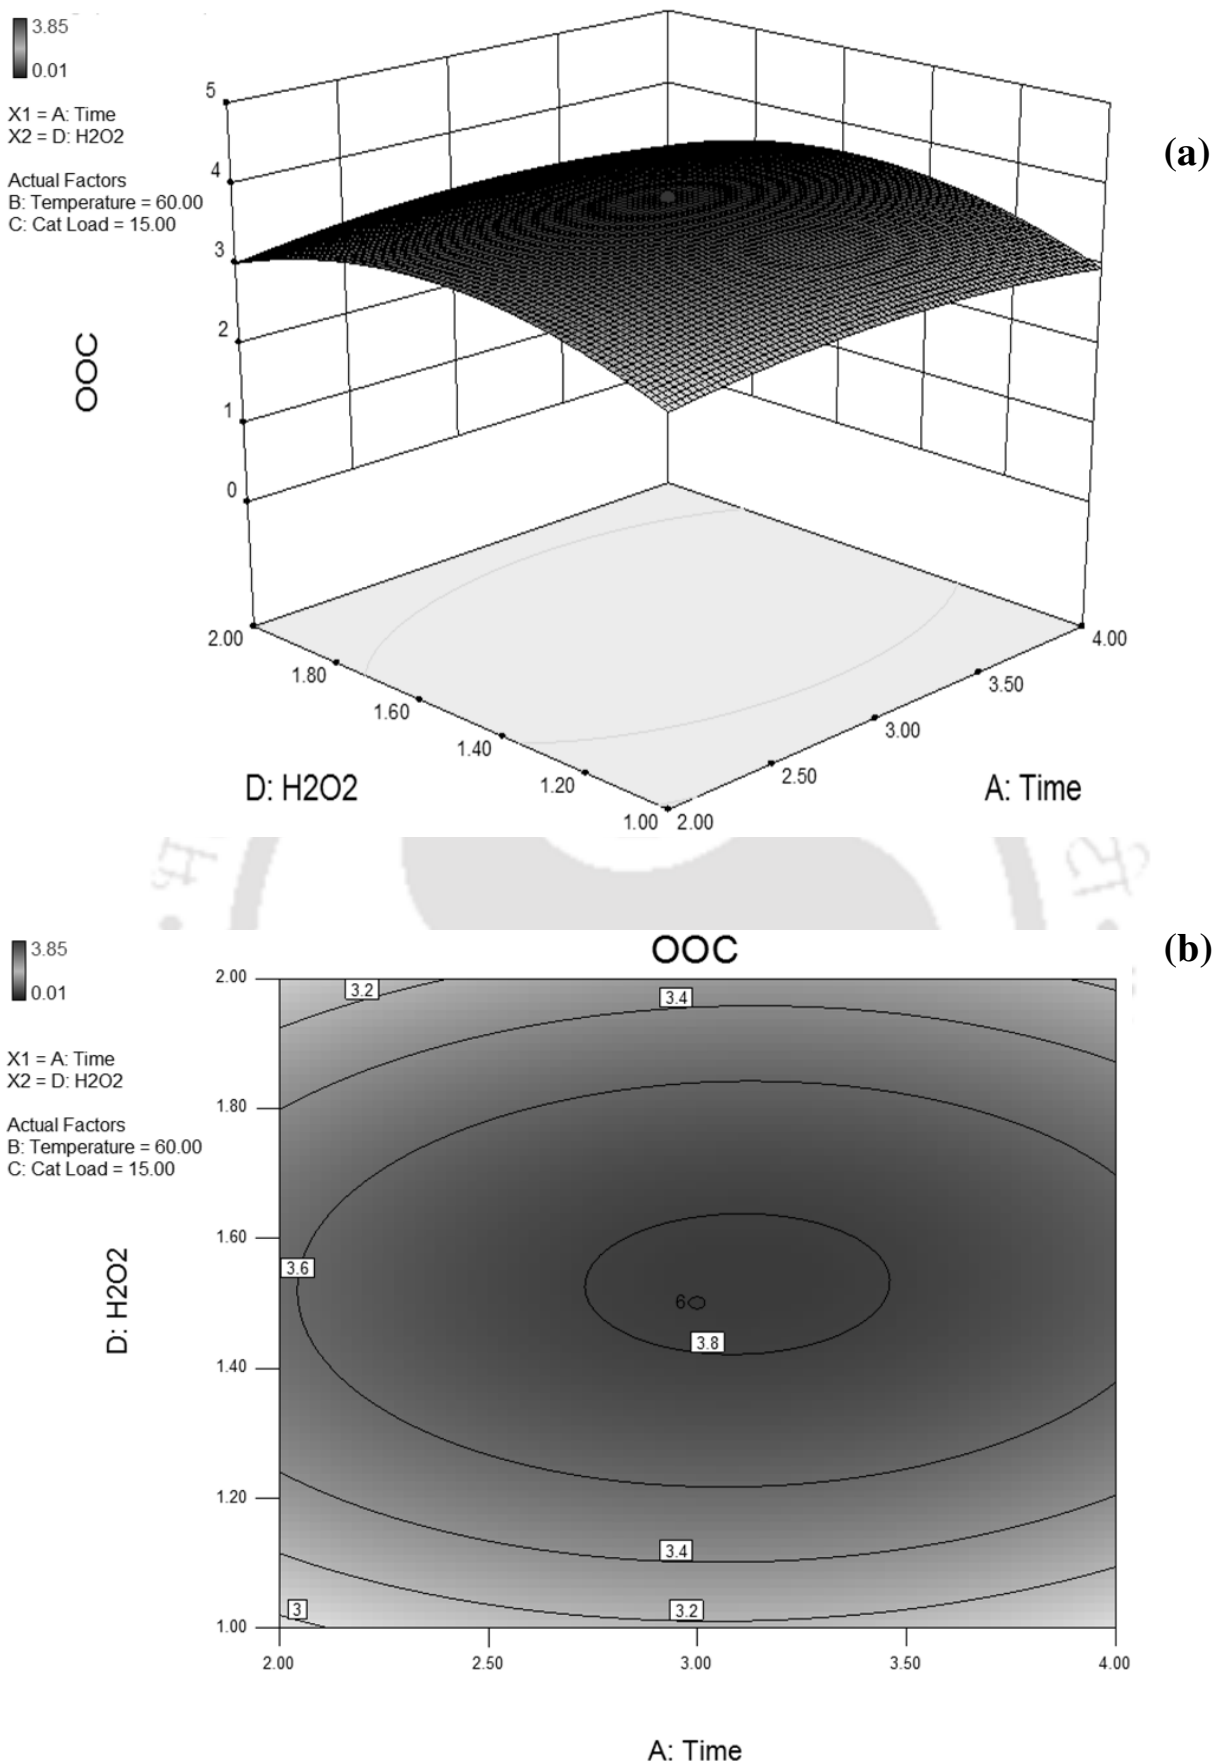 3.85
0.01
X1 = A: Time
X2 = D: H2O2
Actual Factors
B: Temperature = 60.00
C: Cat Load = 15.00
(a)
5
4
3
2
1
0
OOC
2.00
1.80
1.60
1.40
1.20
1.00
2.00
2.50
3.00
3.50
4.00
D: H2O2
A: Time
OOC
(b)
3.85
0.01
X1 = A: Time
X2 = D: H2O2
Actual Factors
B: Temperature = 60.00
C: Cat Load = 15.00
D: H2O2
2.00
1.80
1.60
1.40
1.20
1.00
3.2
3.4
3.6
6
3.8
3.4
3
3.2
2.00
2.50
3.00
3.50
4.00
A: Time